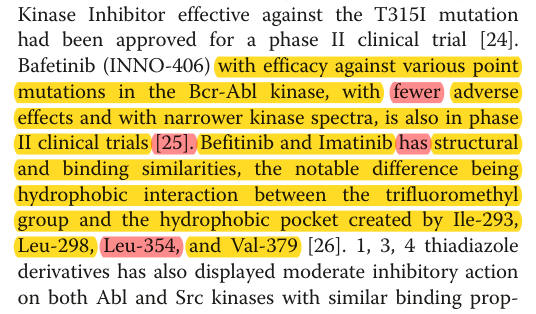 Kinase Inhibitor effective against the T315I mutation
had been approved for a phase II clinical trial [24].
Bafetinib (INNO-406) with efficacy against various point
mutations in the Bcr-Abl kinase, with fewer adverse
effects and with narrower kinase spectra, is also in phase
II clinical trials [25]. Befitinib and Imatinib has structural
and binding similarities, the notable difference being
hydrophobic interaction between the trifluoromethyl
group and the hydrophobic pocket created by Ile-293,
Leu-298, Leu-354, and Val-379 [26]. 1, 3, 4 thiadiazole
derivatives has also displayed moderate inhibitory action
on both Abl and Src kinases with similar binding prop-